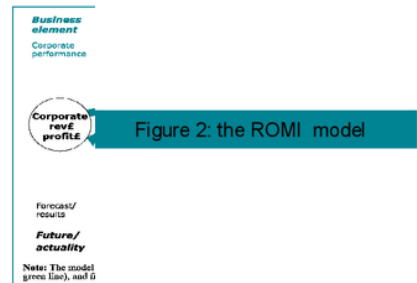 Business
element
Corporate
performance
Corporate
rev£
profit£
Figure 2: the ROMI model
Forecast/
results
Future/
actuality
Note: The model
green line), and fi